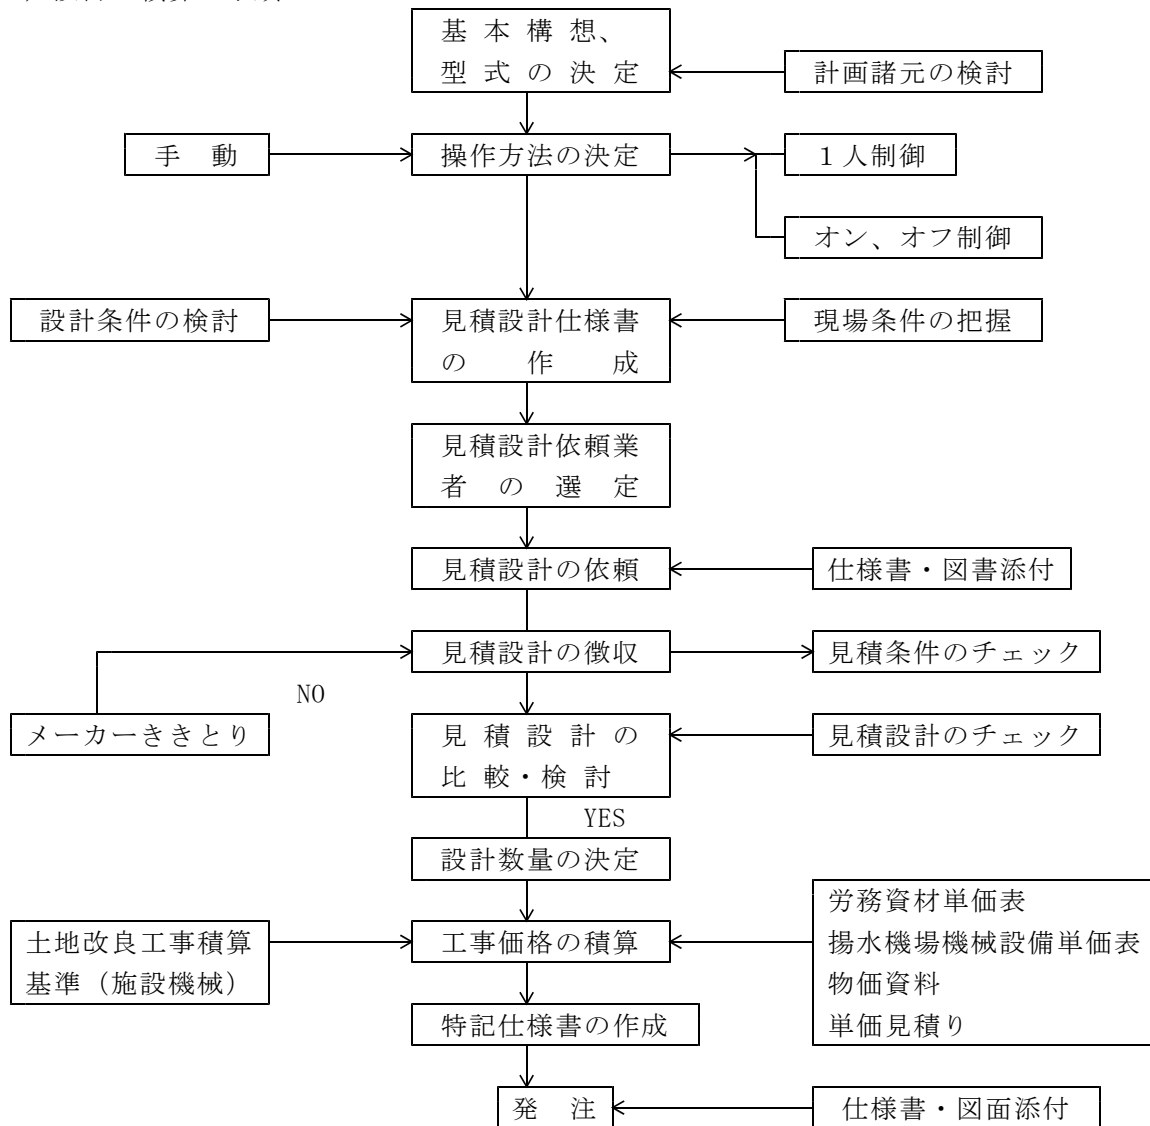 基本構想、
型式の決定
計画諸元の検討
手動
操作方法の決定
1人制御
オン、オフ制御
設計条件の検討
見積設計仕様書
の作成
現場条件の把握
見積設計依頼業
者の選定
見積設計の依頼
仕様書・図書添付
見積設計の徴収
見積条件のチェック
NO
メーカーききとり
見積設計の
比較・検討
見積設計のチェック
YES
設計数量の決定
土地改良工事積算
基準（施設機械）
工事価格の積算
労務資材単価表
揚水機場機械設備単価表
物価資料
単価見積り
特記仕様書の作成
発注
仕様書・図面添付